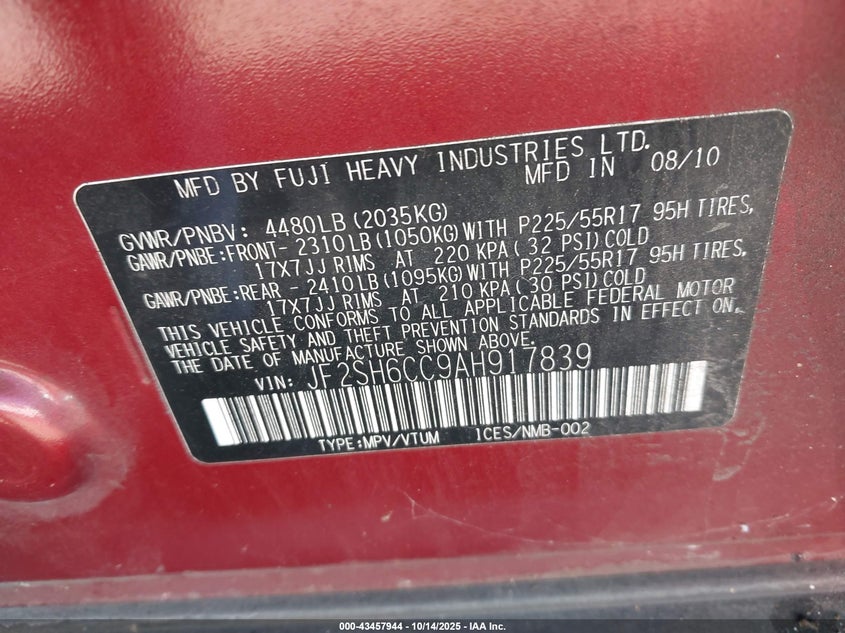 MFD BY FUJI HEAVY INDUSTRIES LTD.
MFD IN 08/10
GVWR/PNBV: 4480LB (2035KG)
GAWR/PNBE:FRONT- 2310LB (1050KG) WITH P225/55R17 95H TIRES,
17X7JJ RIMS AT 220 KPA ( 32 PSI) COLD
GAWR/PNBE:REAR - 2410LB (1095KG) WITH P225/55R17 95H TIRES,
17X7JJ RIMS AT 210 KPA ( 30 PSI) COLD
THIS VEHICLE CONFORMS TO ALL APPLICABLE FEDERAL MOTOR
VEHICLE SAFETY AND THEFT PREVENTION STANDARDS IN EFFECT ON
THE DATE OF MANUFACTURE SHOWN ABOVE.
VIN: JF2SH6CC9AH917839
TYPE:MPV/VTUM ICES/NMB-002
000-43457944 - 10/14/2025 - IAA Inc.